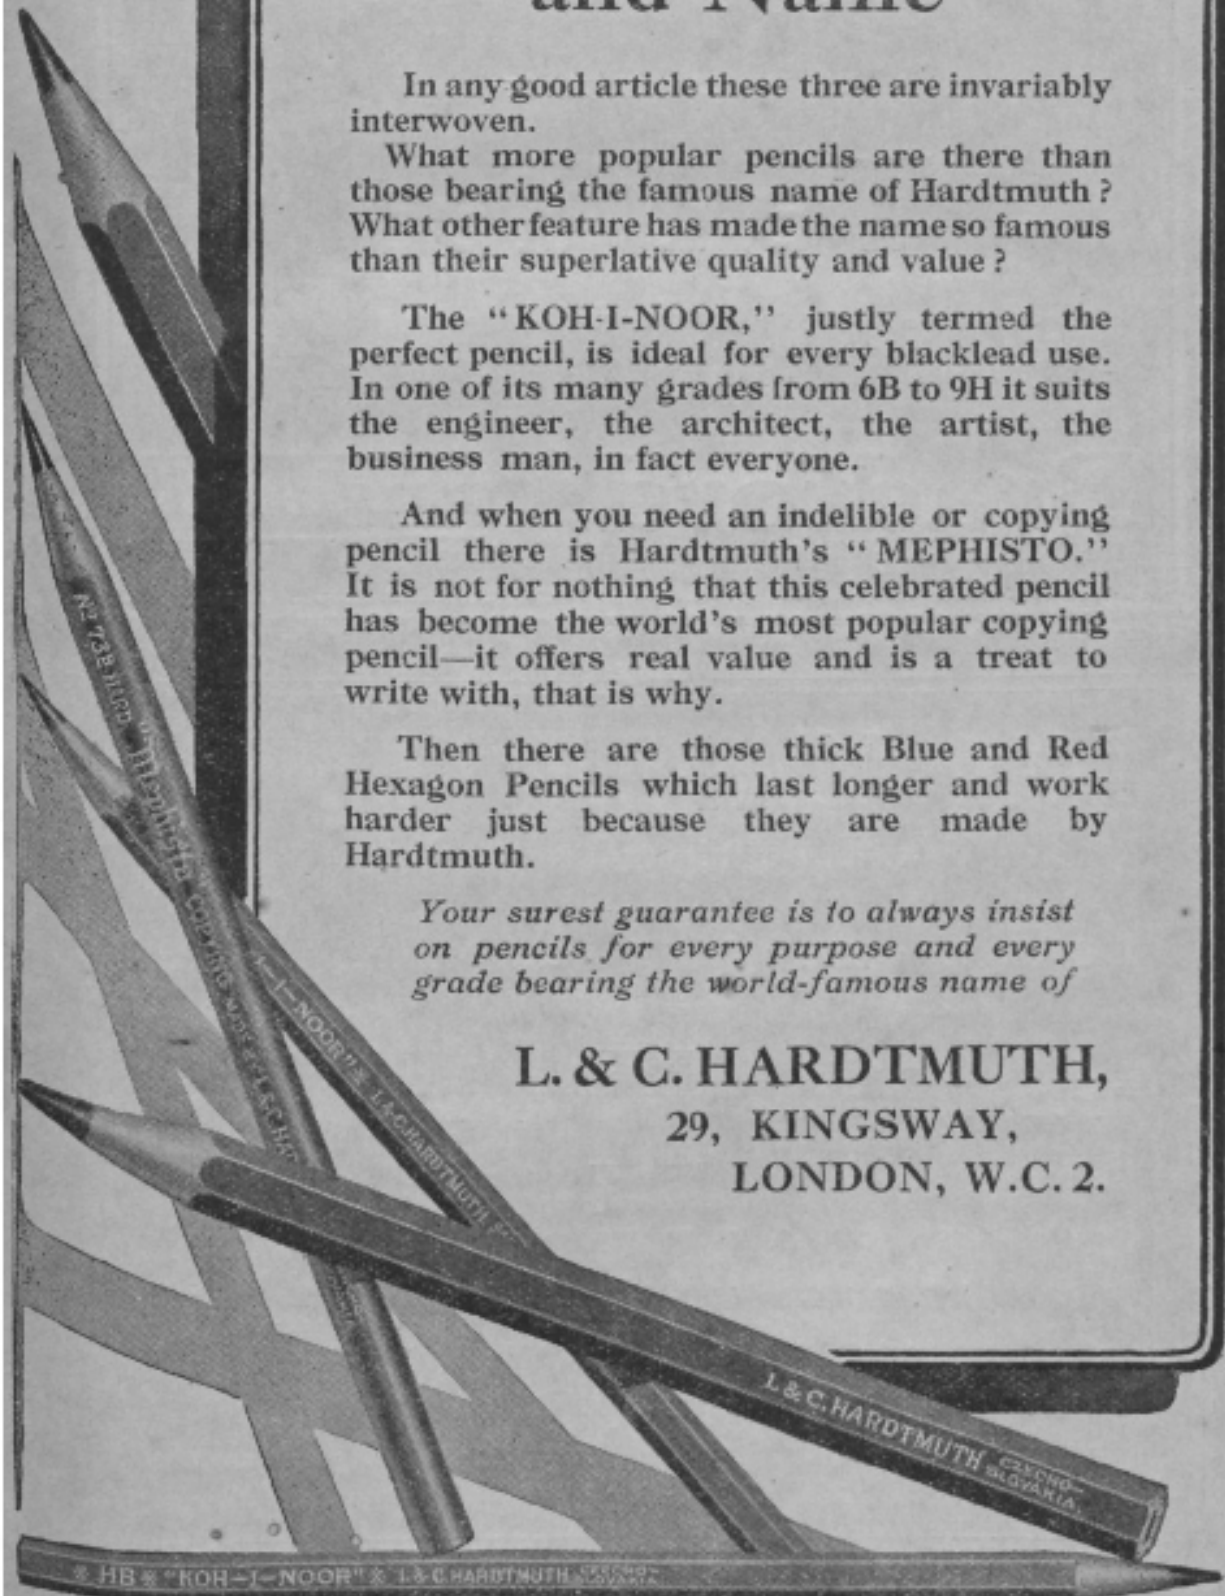 and Name
In any good article these three are invariably
interwoven.
What more popular pencils are there than
those bearing the famous name of Hardtmuth?
What other feature has made the name so famous
than their superlative quality and value?
The "KOH-I-NOOR," justly termed the
perfect pencil, is ideal for every blacklead use.
In one of its many grades from 6B to 9H it suits
the engineer, the architect, the artist, the
business man, in fact everyone.
And when you need an indelible or copying
pencil there is Hardtmuth's "MEPHISTO."
It is not for nothing that this celebrated pencil
has become the world's most popular copying
pencil—it offers real value and is a treat to
write with, that is why.
Then there are those thick Blue and Red
Hexagon Pencils which last longer and work
harder just because they are made by
Hardtmuth.
Your surest guarantee is to always insist
on pencils for every purpose and every
grade bearing the world-famous name of
L. & C. HARDTMUTH,
29, KINGSWAY,
LONDON, W.C. 2.
No 73B HARD "Mephisto" COPYING
-I-NOOR" L&C.HARDTMUTH
L & C. HARDTMUTH CZECHO-
SLOVAKIA.
HB "KOH-I-NOOR" L & C HARDTMUTH